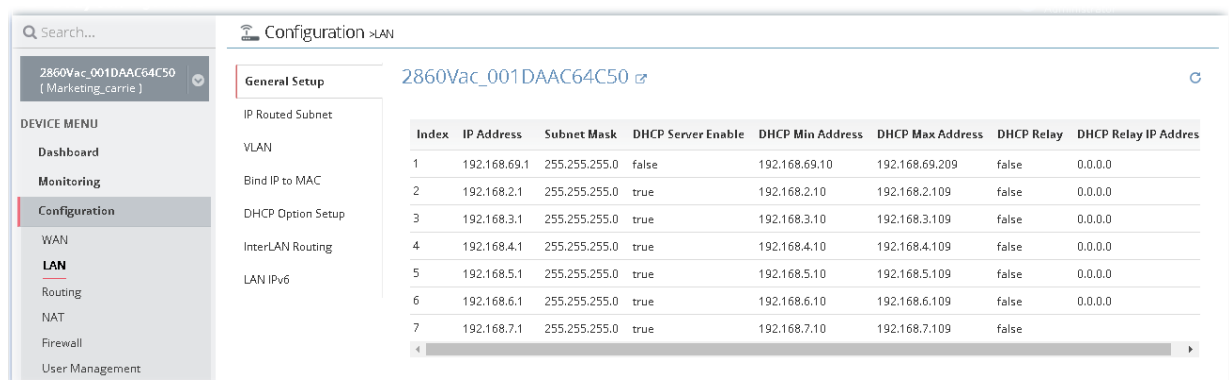 Search...
2860Vac_001DAAC64C50
( Marketing_carrie )
DEVICE MENU
Dashboard
Monitoring
Configuration
WAN
LAN
Routing
NAT
Firewall
User Management
Configuration >LAN
General Setup
IP Routed Subnet
VLAN
Bind IP to MAC
DHCP Option Setup
InterLAN Routing
LAN IPv6
2860Vac_001DAAC64C50
Index IP Address Subnet Mask DHCP Server Enable DHCP Min Address DHCP Max Address DHCP Relay DHCP Relay IP Addres
1 192.168.69.1 255.255.255.0 false 192.168.69.10 192.168.69.209 false 0.0.0.0
2 192.168.2.1 255.255.255.0 true 192.168.2.10 192.168.2.109 false 0.0.0.0
3 192.168.3.1 255.255.255.0 true 192.168.3.10 192.168.3.109 false 0.0.0.0
4 192.168.4.1 255.255.255.0 true 192.168.4.10 192.168.4.109 false 0.0.0.0
5 192.168.5.1 255.255.255.0 true 192.168.5.10 192.168.5.109 false 0.0.0.0
6 192.168.6.1 255.255.255.0 true 192.168.6.10 192.168.6.109 false 0.0.0.0
7 192.168.7.1 255.255.255.0 true 192.168.7.10 192.168.7.109 false